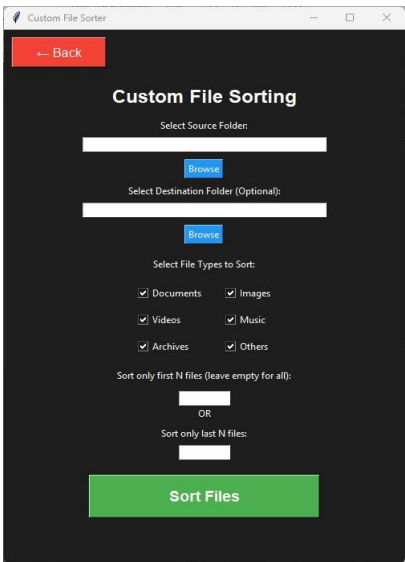 Custom File Sorter
← Back
Custom File Sorting
Select Source Folder:
Browse
Select Destination Folder (Optional):
Browse
Select File Types to Sort:
Documents Images
Videos Music
Archives Others
Sort only first N files (leave empty for all):
OR
Sort only last N files:
Sort Files